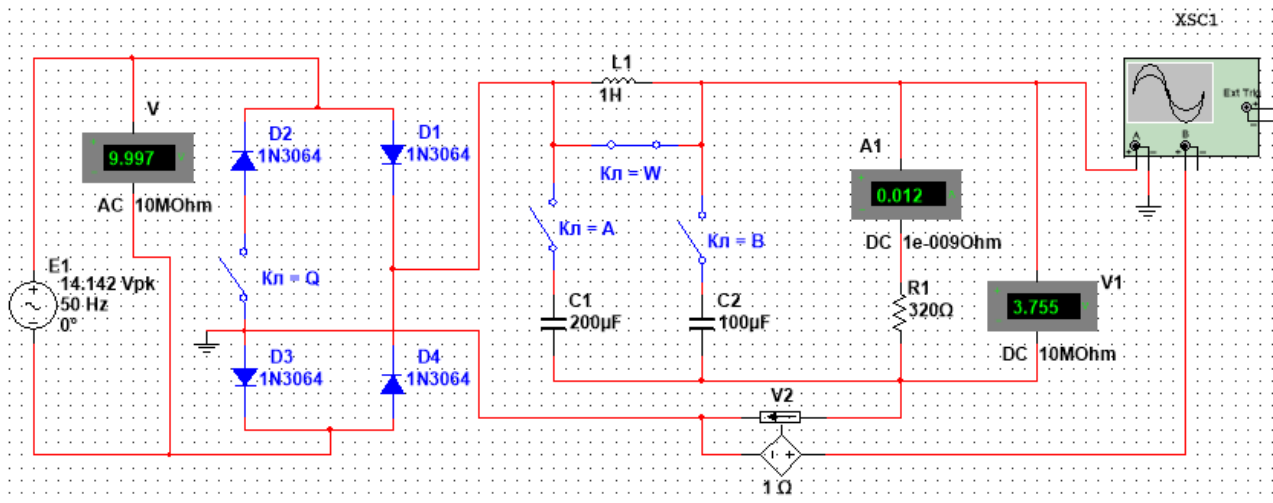 XSC1
Ext Trig
A
B
V
9.997
AC 10MOhm
E1
14.142 Vpk
50 Hz
0°
D2
1N3064
D1
1N3064
Кл = Q
D3
1N3064
D4
1N3064
L1
1H
Кл = W
Кл = A
Кл = B
C1
200µF
C2
100µF
A1
0.012
DC 1e-009Ohm
R1
320Ω
V1
3.755
DC 10MOhm
V2
1 Ω